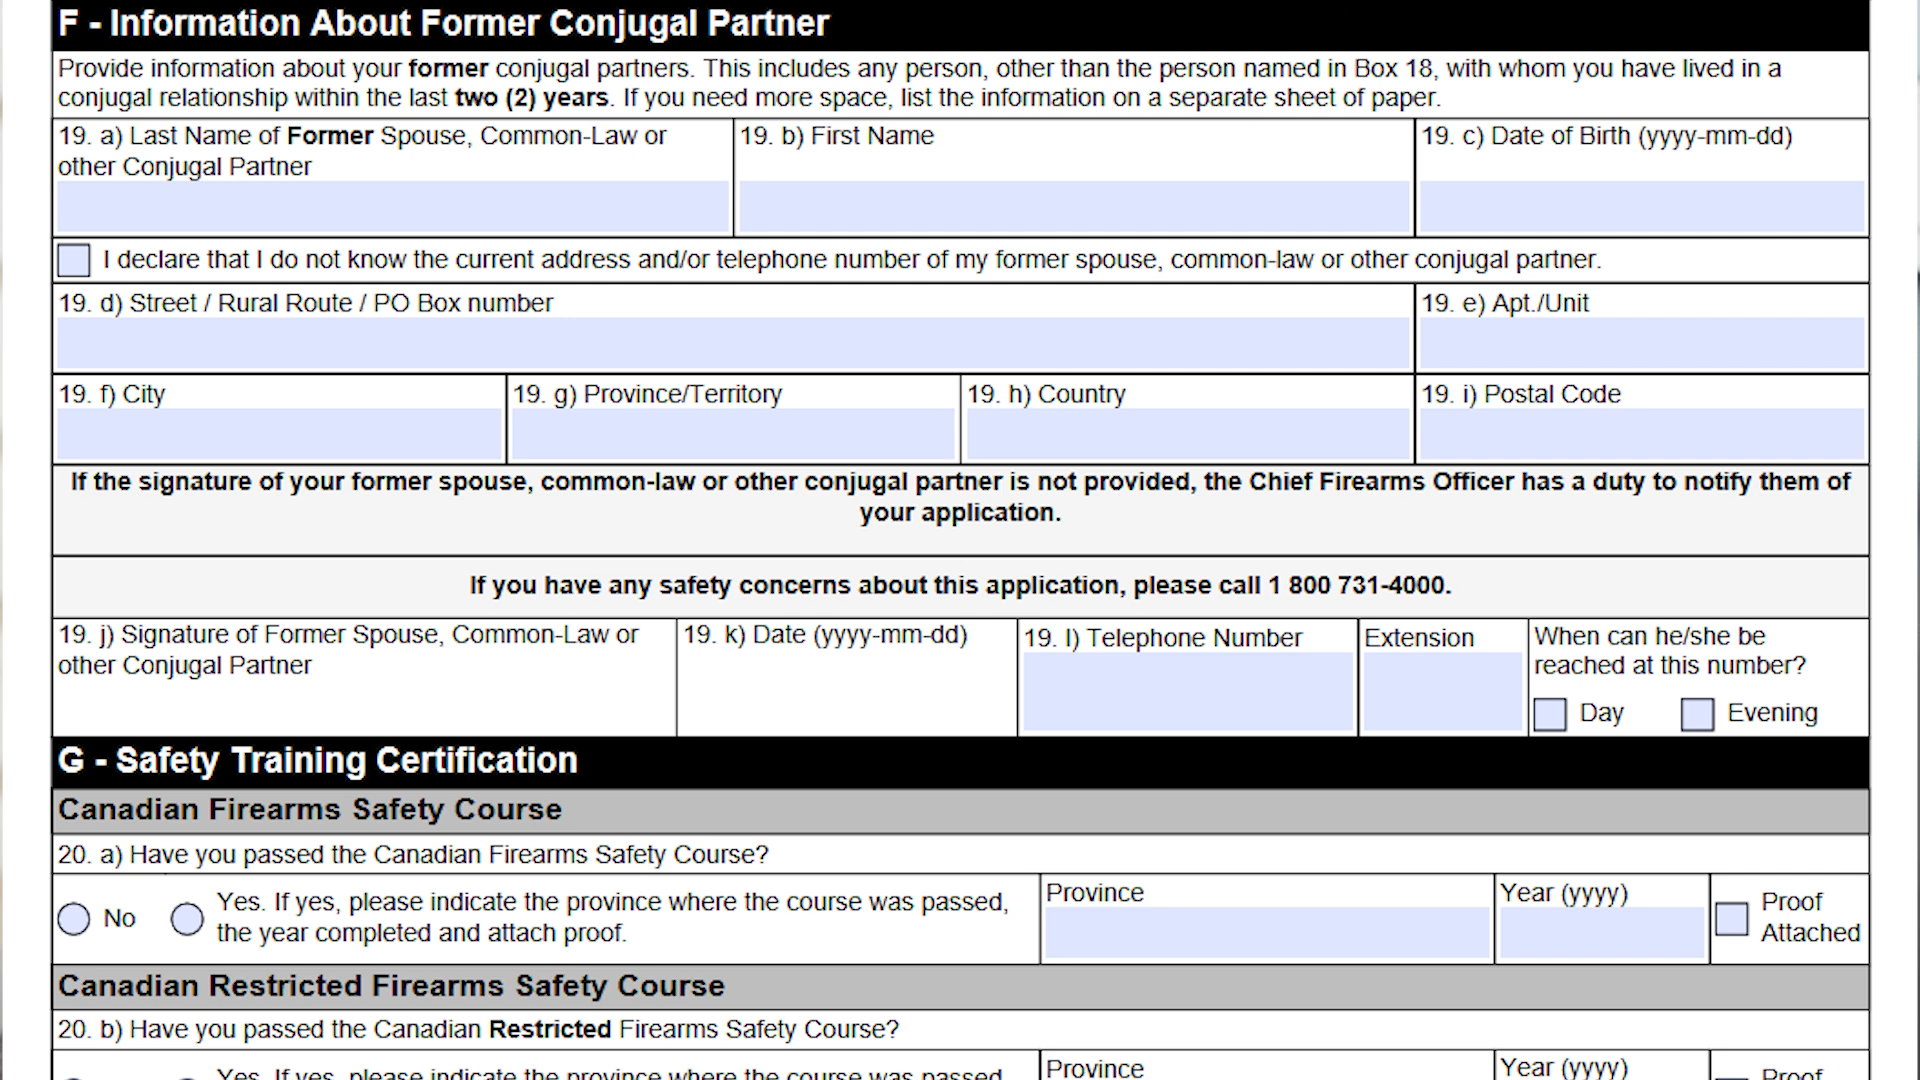 F - Information About Former Conjugal Partner
Provide information about your former conjugal partners. This includes any person, other than the person named in Box 18, with whom you have lived in a
conjugal relationship within the last two (2) years. If you need more space, list the information on a separate sheet of paper.
19. a) Last Name of Former Spouse, Common-Law or
other Conjugal Partner
19. b) First Name
19. c) Date of Birth (yyyy-mm-dd)
I declare that I do not know the current address and/or telephone number of my former spouse, common-law or other conjugal partner.
19. d) Street / Rural Route / PO Box number
19. e) Apt./Unit
19. f) City
19. g) Province/Territory
19. h) Country
19. i) Postal Code
If the signature of your former spouse, common-law or other conjugal partner is not provided, the Chief Firearms Officer has a duty to notify them of
your application.
If you have any safety concerns about this application, please call 1 800 731-4000.
19. j) Signature of Former Spouse, Common-Law or
other Conjugal Partner
19. k) Date (yyyy-mm-dd)
19. l) Telephone Number
Extension
When can he/she be
reached at this number?
Day
Evening
G - Safety Training Certification
Canadian Firearms Safety Course
20. a) Have you passed the Canadian Firearms Safety Course?
No
Yes. If yes, please indicate the province where the course was passed,
the year completed and attach proof.
Province
Year (yyyy)
Proof
Attached
Canadian Restricted Firearms Safety Course
20. b) Have you passed the Canadian Restricted Firearms Safety Course?
Yes. If yes, please indicate the province where the course was passed,
Province
Year (yyyy)
Proof